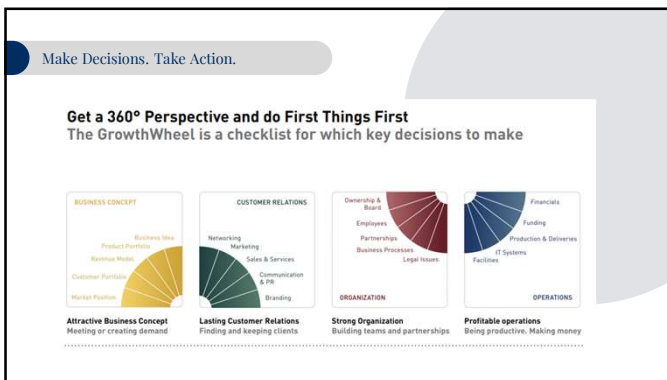 Make Decisions. Take Action.
Get a 360° Perspective and do First Things First
The GrowthWheel is a checklist for which key decisions to make
BUSINESS CONCEPT
Business Idea
Product Portfolio
Revenue Model
Customer Portfolio
Market Position
Attractive Business Concept
Meeting or creating demand
CUSTOMER RELATIONS
Networking
Marketing
Sales & Services
Communication
& PR
Branding
Lasting Customer Relations
Finding and keeping clients
Ownership &
Board
Employees
Partnerships
Business Processes
Legal Issues
ORGANIZATION
Strong Organization
Building teams and partnerships
Financials
Funding
Production & Deliveries
IT Systems
Facilities
OPERATIONS
Profitable operations
Being productive. Making money